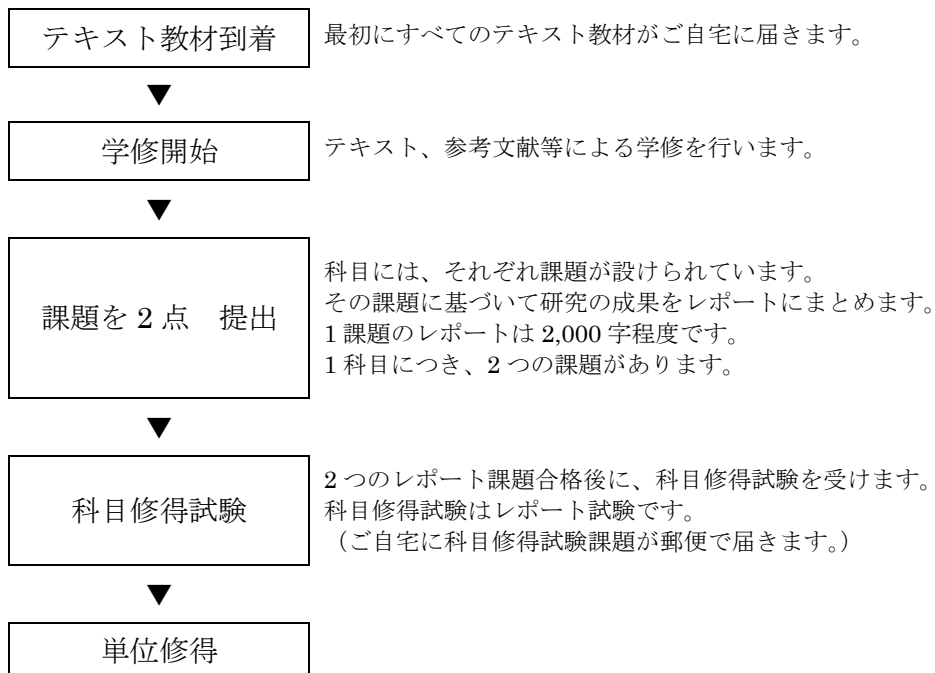 テキスト教材到着
最初にすべてのテキスト教材がご自宅に届きます。
▼
学修開始
テキスト、参考文献等による学修を行います。
▼
課題を 2 点　提出
科目には、それぞれ課題が設けられています。
その課題に基づいて研究の成果をレポートにまとめます。
1 課題のレポートは 2,000 字程度です。
1 科目につき、2 つの課題があります。
▼
科目修得試験
2 つのレポート課題合格後に、科目修得試験を受けます。
科目修得試験はレポート試験です。
（ご自宅に科目修得試験課題が郵便で届きます。）
▼
単位修得